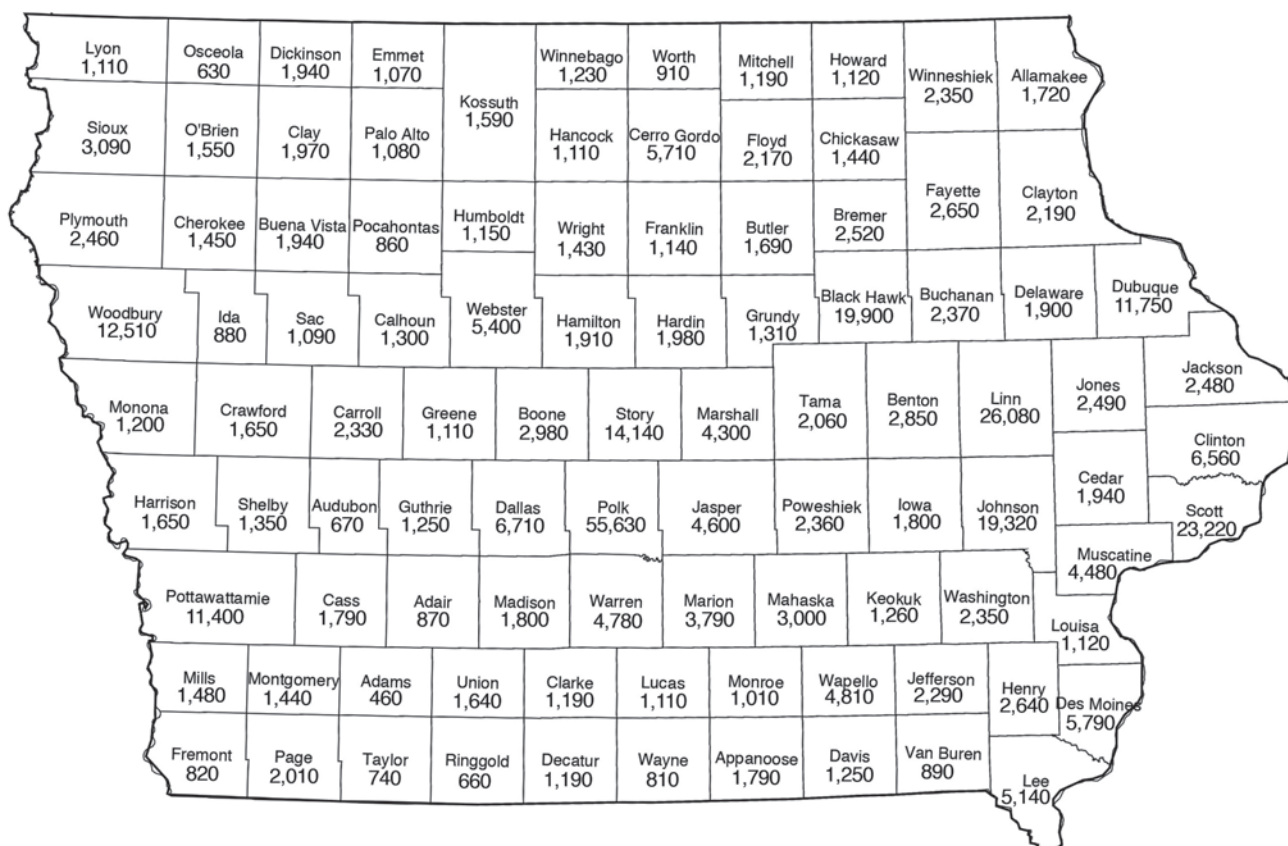 Lyon
1,110
Osceola
630
Dickinson
1,940
Emmet
1,070
Kossuth
1,590
Winnebago
1,230
Worth
910
Mitchell
1,190
Howard
1,120
Winneshiek
2,350
Allamakee
1,720
Sioux
3,090
O'Brien
1,550
Clay
1,970
Palo Alto
1,080
Hancock
1,110
Cerro Gordo
5,710
Floyd
2,170
Chickasaw
1,440
Plymouth
2,460
Cherokee
1,450
Buena Vista
1,940
Pocahontas
860
Humboldt
1,150
Wright
1,430
Franklin
1,140
Butler
1,690
Bremer
2,520
Fayette
2,650
Clayton
2,190
Woodbury
12,510
Ida
880
Sac
1,090
Calhoun
1,300
Webster
5,400
Hamilton
1,910
Hardin
1,980
Grundy
1,310
Black Hawk
19,900
Buchanan
2,370
Delaware
1,900
Dubuque
11,750
Monona
1,200
Crawford
1,650
Carroll
2,330
Greene
1,110
Boone
2,980
Story
14,140
Marshall
4,300
Tama
2,060
Benton
2,850
Linn
26,080
Jones
2,490
Jackson
2,480
Clinton
6,560
Harrison
1,650
Shelby
1,350
Audubon
670
Guthrie
1,250
Dallas
6,710
Polk
55,630
Jasper
4,600
Poweshiek
2,360
Iowa
1,800
Johnson
19,320
Cedar
1,940
Scott
23,220
Muscatine
4,480
Pottawattamie
11,400
Cass
1,790
Adair
870
Madison
1,800
Warren
4,780
Marion
3,790
Mahaska
3,000
Keokuk
1,260
Washington
2,350
Louisa
1,120
Mills
1,480
Montgomery
1,440
Adams
460
Union
1,640
Clarke
1,190
Lucas
1,110
Monroe
1,010
Wapello
4,810
Jefferson
2,290
Henry
2,640
Des Moines
5,790
Fremont
820
Page
2,010
Taylor
740
Ringgold
660
Decatur
1,190
Wayne
810
Appanoose
1,790
Davis
1,250
Van Buren
890
Lee
5,140